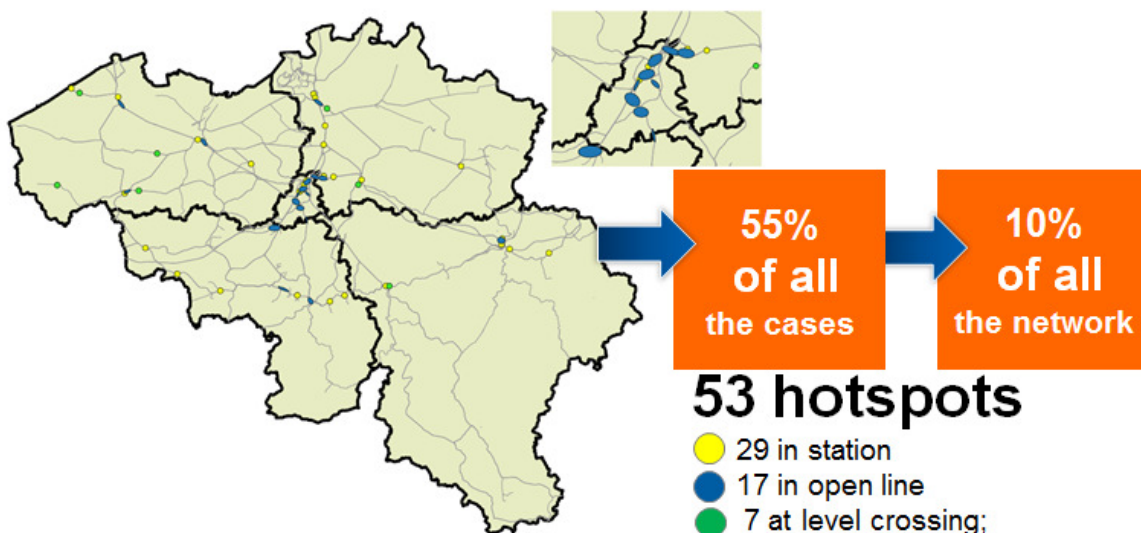 55%
of all
the cases
10%
of all
the network
53 hotspots
29 in station
17 in open line
7 at level crossing;